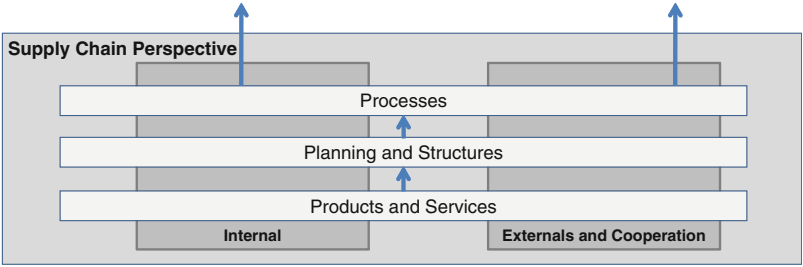 Supply Chain Perspective
Processes
Planning and Structures
Products and Services
Internal
Externals and Cooperation